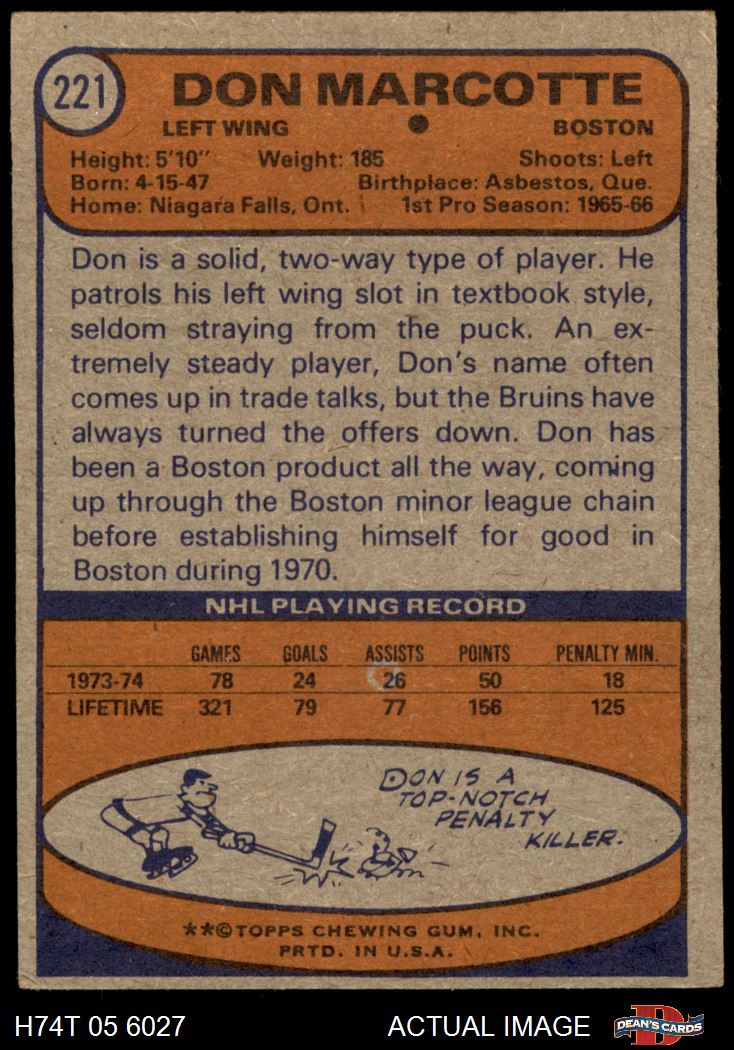 221
DON MARCOTTE
LEFT WING BOSTON
Height: 5'10" Weight: 185 Shoots: Left
Born: 4-15-47 Birthplace: Asbestos, Que.
Home: Niagara Falls, Ont. 1st Pro Season: 1965-66
Don is a solid, two-way type of player. He
patrols his left wing slot in textbook style,
seldom straying from the puck. An ex-
tremely steady player, Don's name often
comes up in trade talks, but the Bruins have
always turned the offers down. Don has
been a Boston product all the way, coming
up through the Boston minor league chain
before establishing himself for good in
Boston during 1970.
NHL PLAYING RECORD
GAMES GOALS ASSISTS POINTS PENALTY MIN.
1973-74 78 24 26 50 18
LIFETIME 321 79 77 156 125
DON IS A
TOP-NOTCH
PENALTY
KILLER.
**©TOPPS CHEWING GUM, INC.
PRTD. IN U.S.A.
H74T 05 6027 ACTUAL IMAGE DEAN'S CARDS